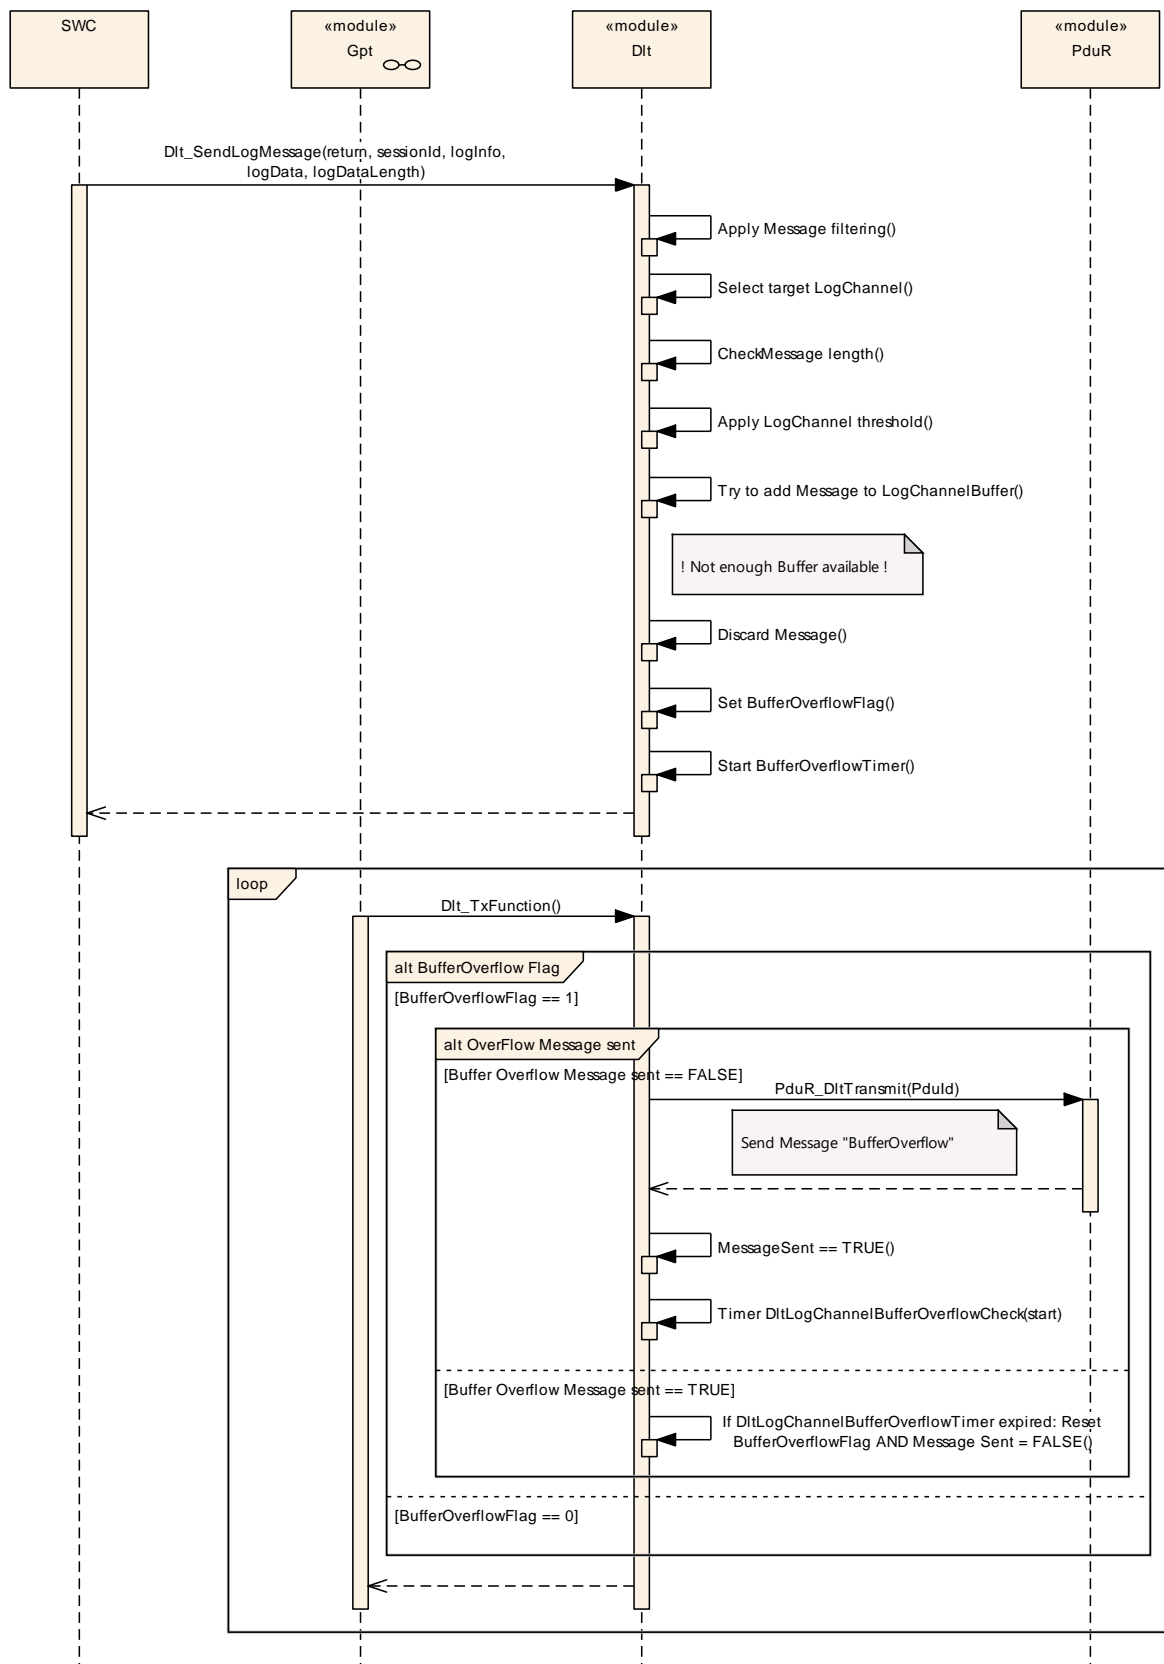 SWC
«module»
Gpt
«module»
Dlt
«module»
PduR
Dlt_SendLogMessage(return, sessionId, logInfo,
logData, logDataLength)
Apply Message filtering()
Select target LogChannel()
CheckMessage length()
Apply LogChannel threshold()
Try to add Message to LogChannelBuffer()
! Not enough Buffer available !
Discard Message()
Set BufferOverflowFlag()
Start BufferOverflowTimer()
loop
Dlt_TxFunction()
alt BufferOverflow Flag
[BufferOverflowFlag == 1]
alt OverFlow Message sent
[Buffer Overflow Message sent == FALSE]
PduR_DltTransmit(PduId)
Send Message "BufferOverflow"
MessageSent == TRUE()
Timer DltLogChannelBufferOverflowCheck(start)
[Buffer Overflow Message sent == TRUE]
If DltLogChannelBufferOverflowTimer expired: Reset
BufferOverflowFlag AND Message Sent = FALSE()
[BufferOverflowFlag == 0]